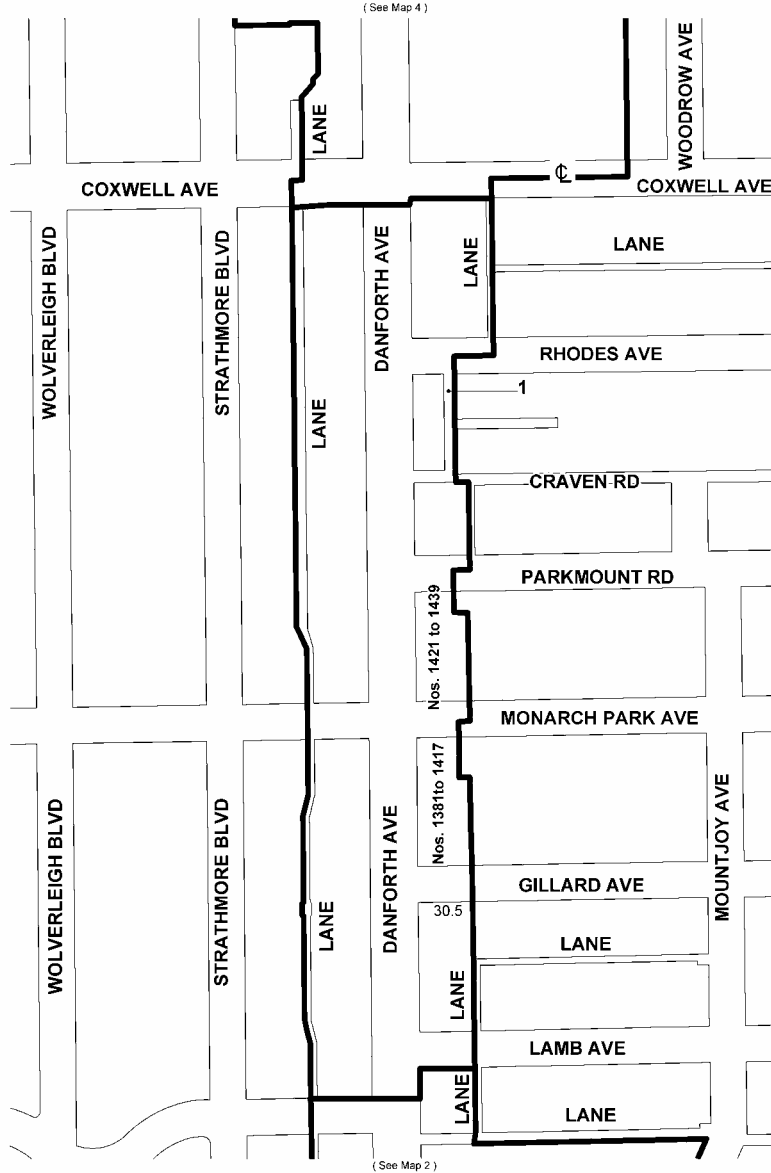 ( See Map 4 )
WOODROW AVE
LANE
℄
COXWELL AVE
COXWELL AVE
WOLVERLEIGH BLVD
STRATHMORE BLVD
DANFORTH AVE
LANE
LANE
RHODES AVE
1
LANE
CRAVEN RD
PARKMOUNT RD
Nos. 1421 to 1439
MONARCH PARK AVE
Nos. 1381to 1417
WOLVERLEIGH BLVD
STRATHMORE BLVD
DANFORTH AVE
MOUNTJOY AVE
GILLARD AVE
30.5
LANE
LANE
LANE
LAMB AVE
LANE
LANE
( See Map 2 )